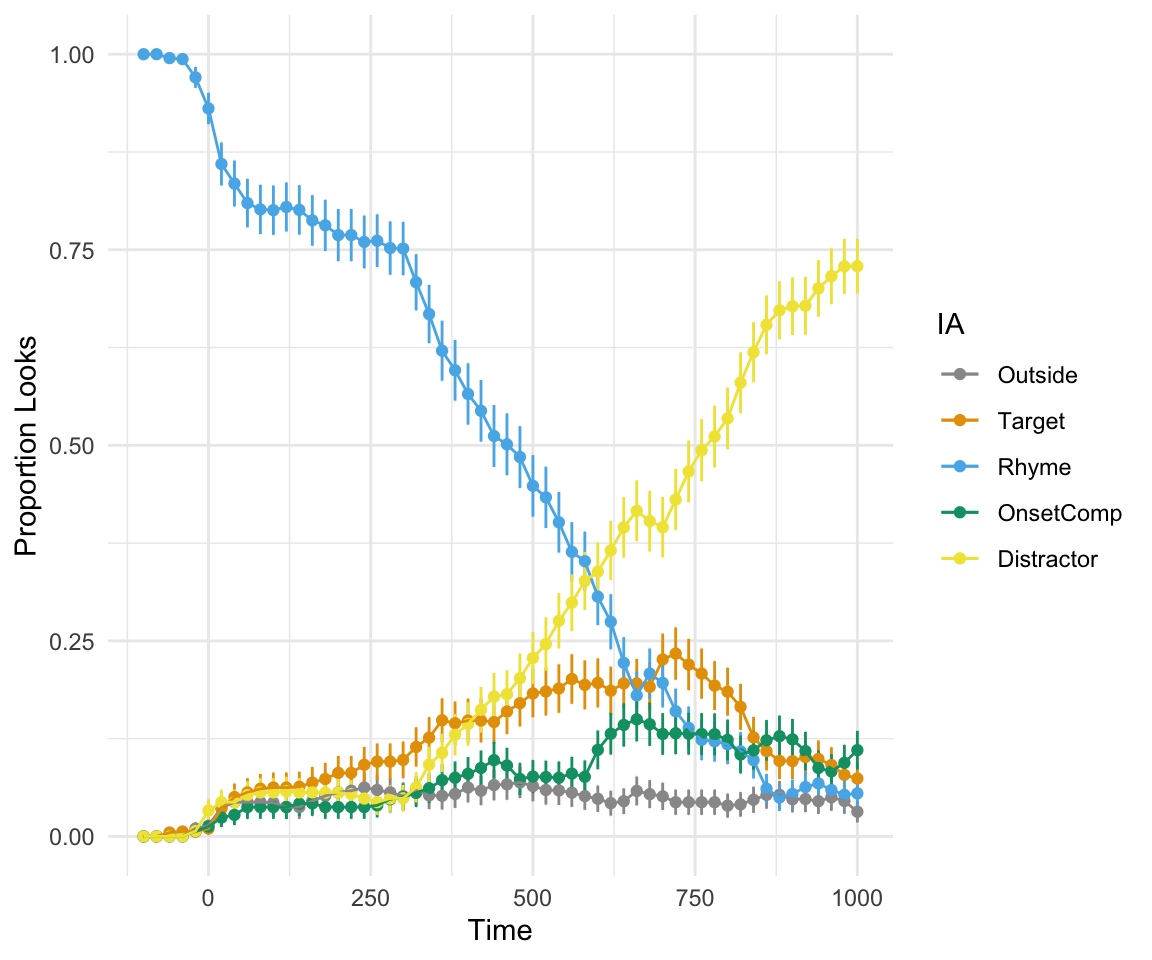 1.00
0.75
0.50
0.25
0.00
Proportion Looks
0 250 500 750 1000
Time
IA
Outside
Target
Rhyme
OnsetComp
Distractor